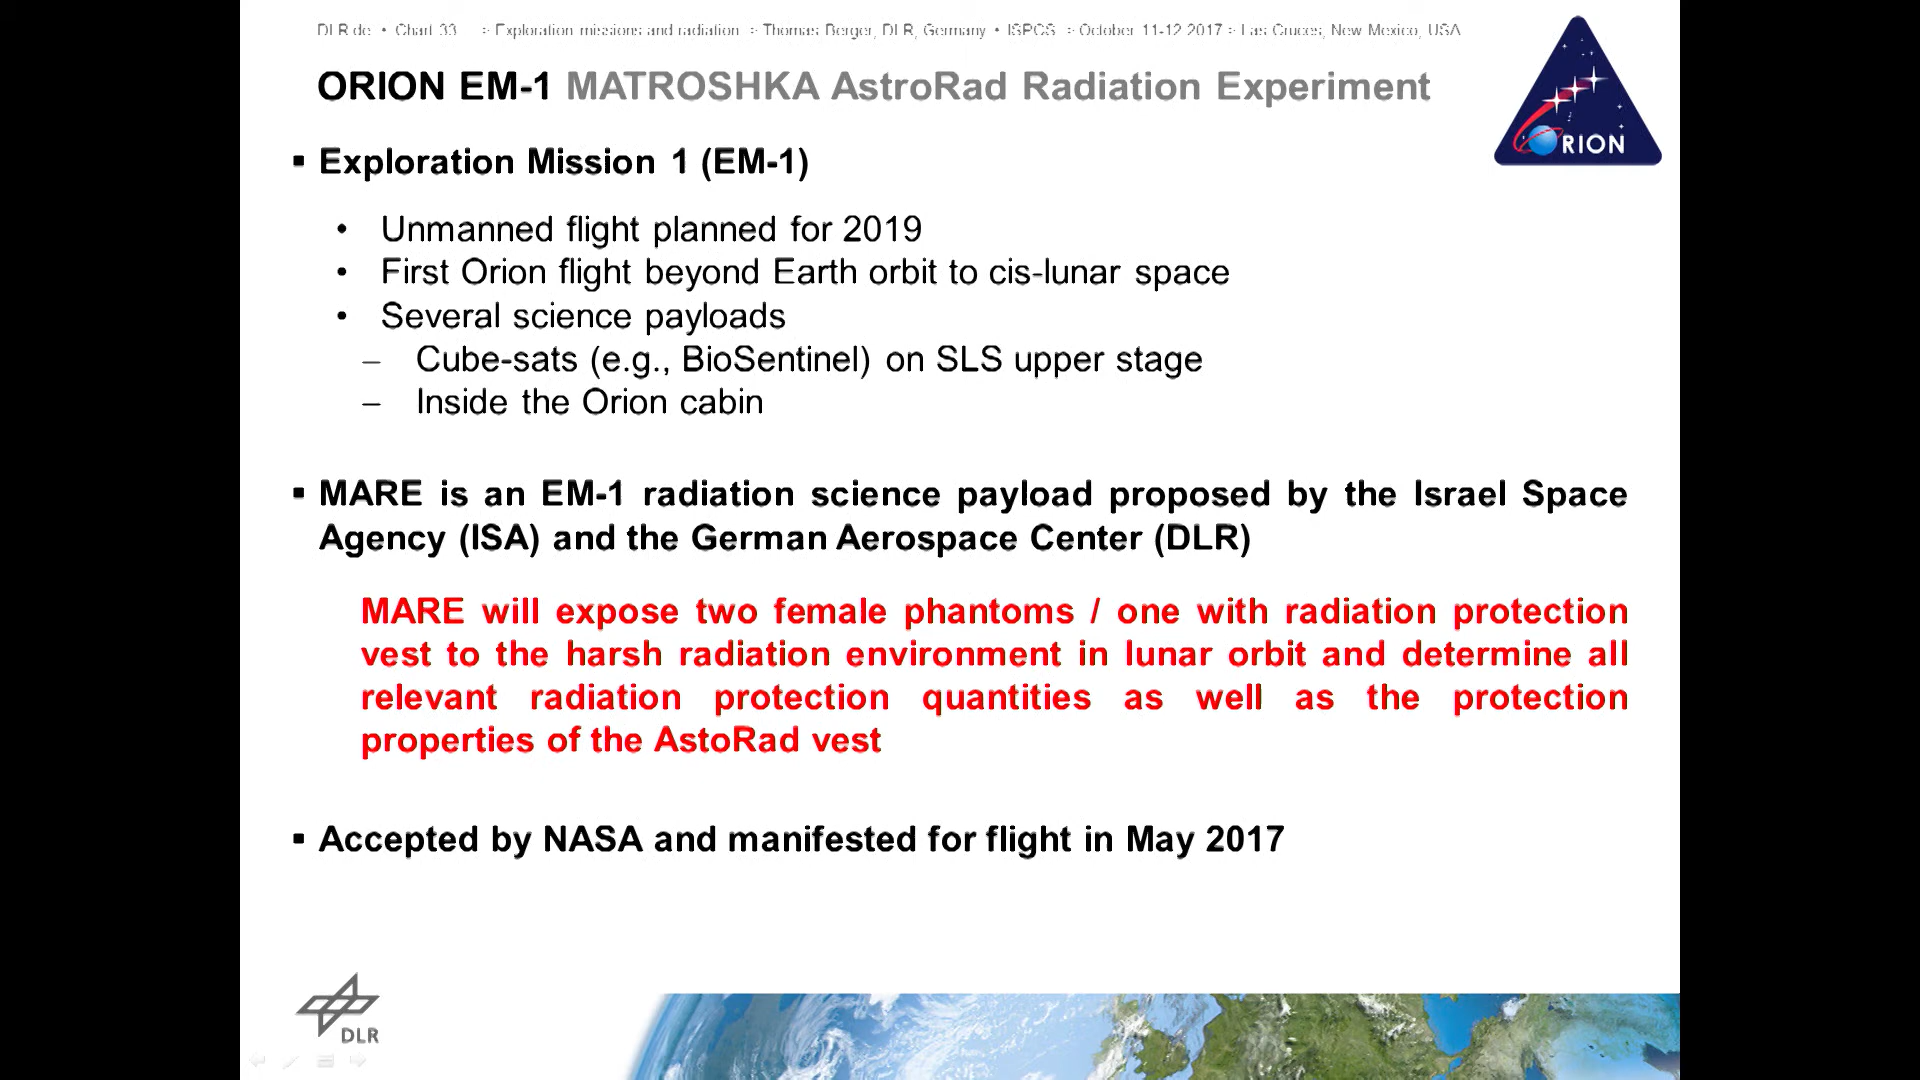 DLR.de • Chart 33 > Exploration missions and radiation > Thomas Berger, DLR, Germany • ISPCS > October 11-12 2017 > Las Cruces, New Mexico, USA
ORION EM-1 MATROSHKA AstroRad Radiation Experiment
ORION
▪ Exploration Mission 1 (EM-1)
• Unmanned flight planned for 2019
• First Orion flight beyond Earth orbit to cis-lunar space
• Several science payloads
– Cube-sats (e.g., BioSentinel) on SLS upper stage
– Inside the Orion cabin
▪ MARE is an EM-1 radiation science payload proposed by the Israel Space
Agency (ISA) and the German Aerospace Center (DLR)
MARE will expose two female phantoms / one with radiation protection
vest to the harsh radiation environment in lunar orbit and determine all
relevant radiation protection quantities as well as the protection
properties of the AstoRad vest
▪ Accepted by NASA and manifested for flight in May 2017
DLR